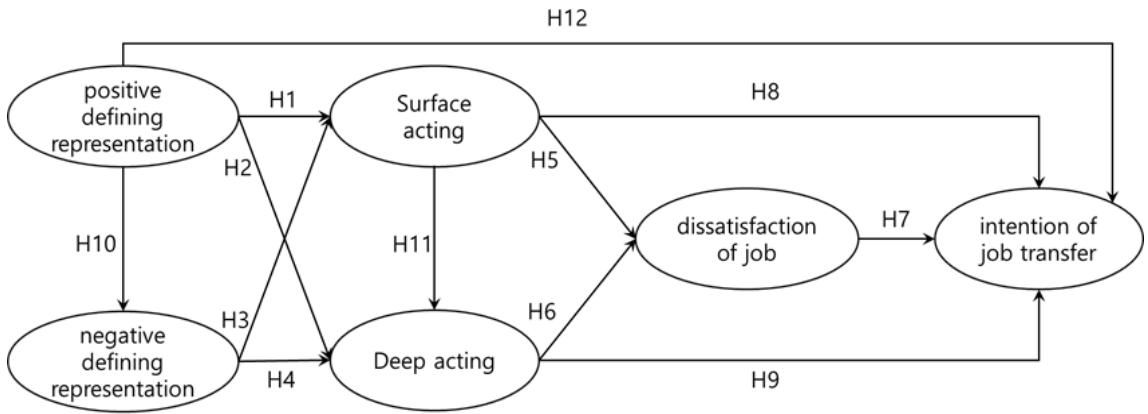 H12
positive
defining
representation
H1
Surface
acting
H8
H2
H5
H10
H11
dissatisfaction
of job
H7
intention of
job transfer
H3
H6
negative
defining
representation
H4
Deep acting
H9